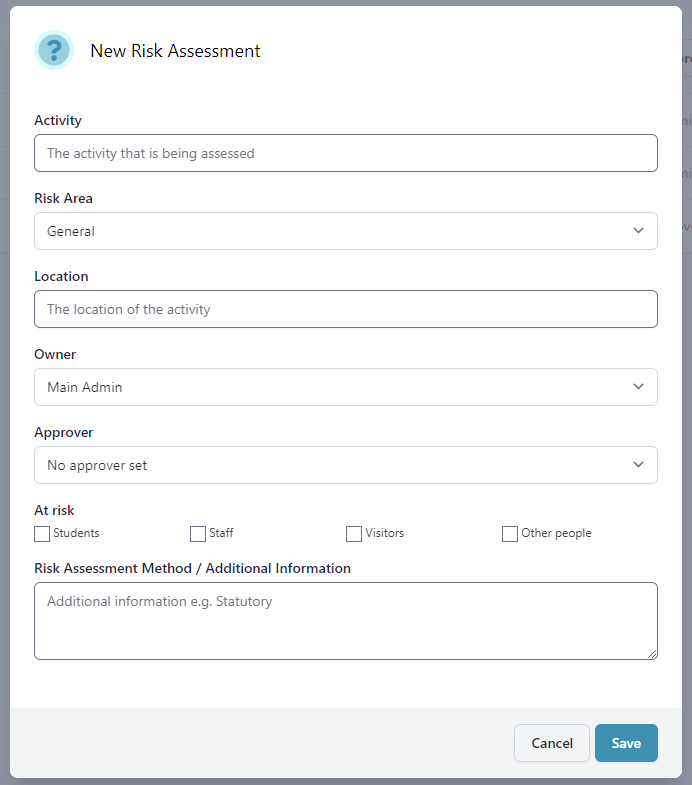 ?
New Risk Assessment
Activity
The activity that is being assessed
Risk Area
General
Location
The location of the activity
Owner
Main Admin
Approver
No approver set
At risk
Students Staff Visitors Other people
Risk Assessment Method / Additional Information
Additional information e.g. Statutory
Cancel Save